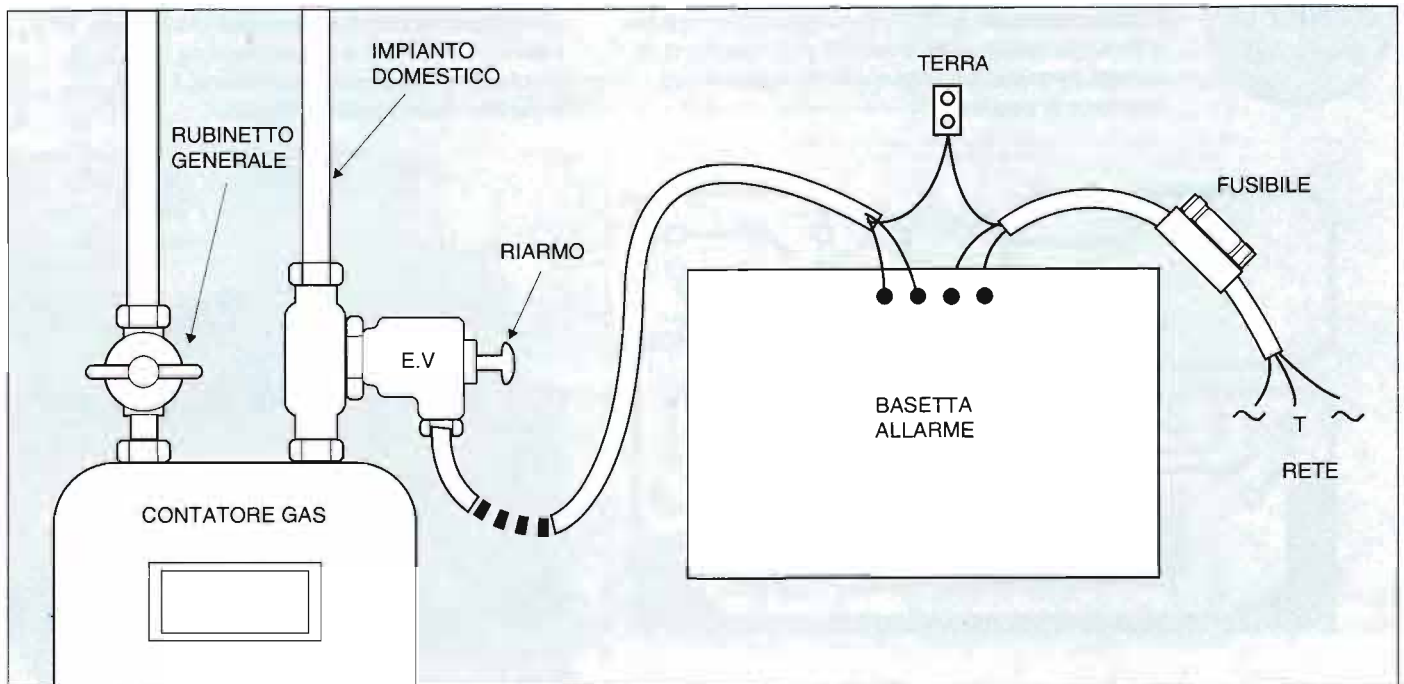 IMPIANTO
DOMESTICO
TERRA
RUBINETTO
GENERALE
FUSIBILE
RIARMO
E.V
BASETTA
ALLARME
~ T ~
RETE
CONTATORE GAS